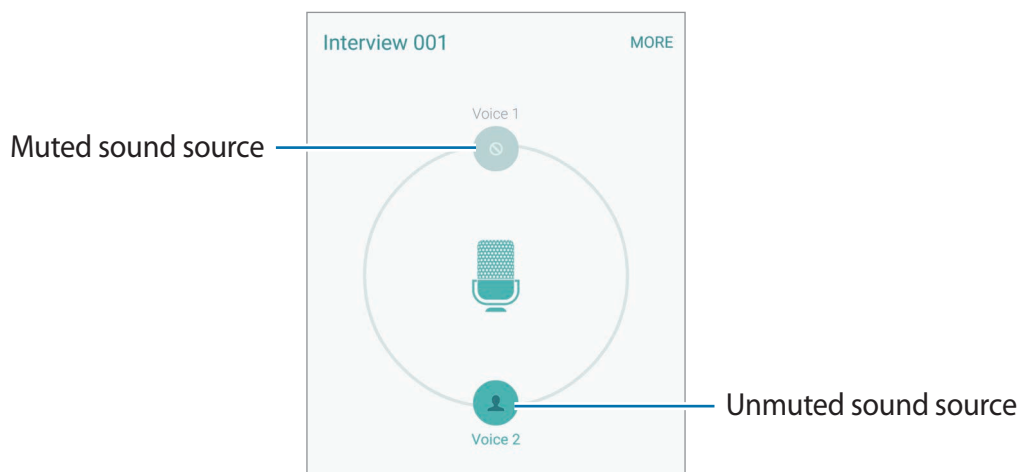 Interview 001
MORE
Voice 1
Muted sound source
Unmuted sound source
Voice 2